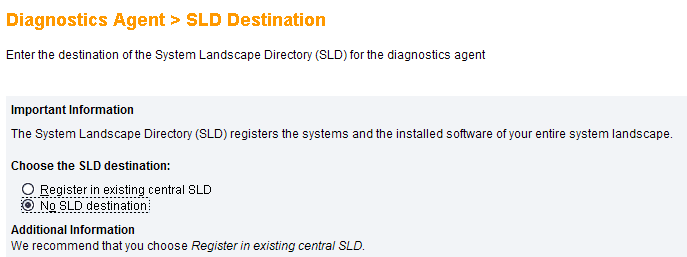 Diagnostics Agent > SLD Destination
Enter the destination of the System Landscape Directory (SLD) for the diagnostics agent
Important Information
The System Landscape Directory (SLD) registers the systems and the installed software of your entire system landscape.
Choose the SLD destination:
Register in existing central SLD
No SLD destination
Additional Information
We recommend that you choose Register in existing central SLD.